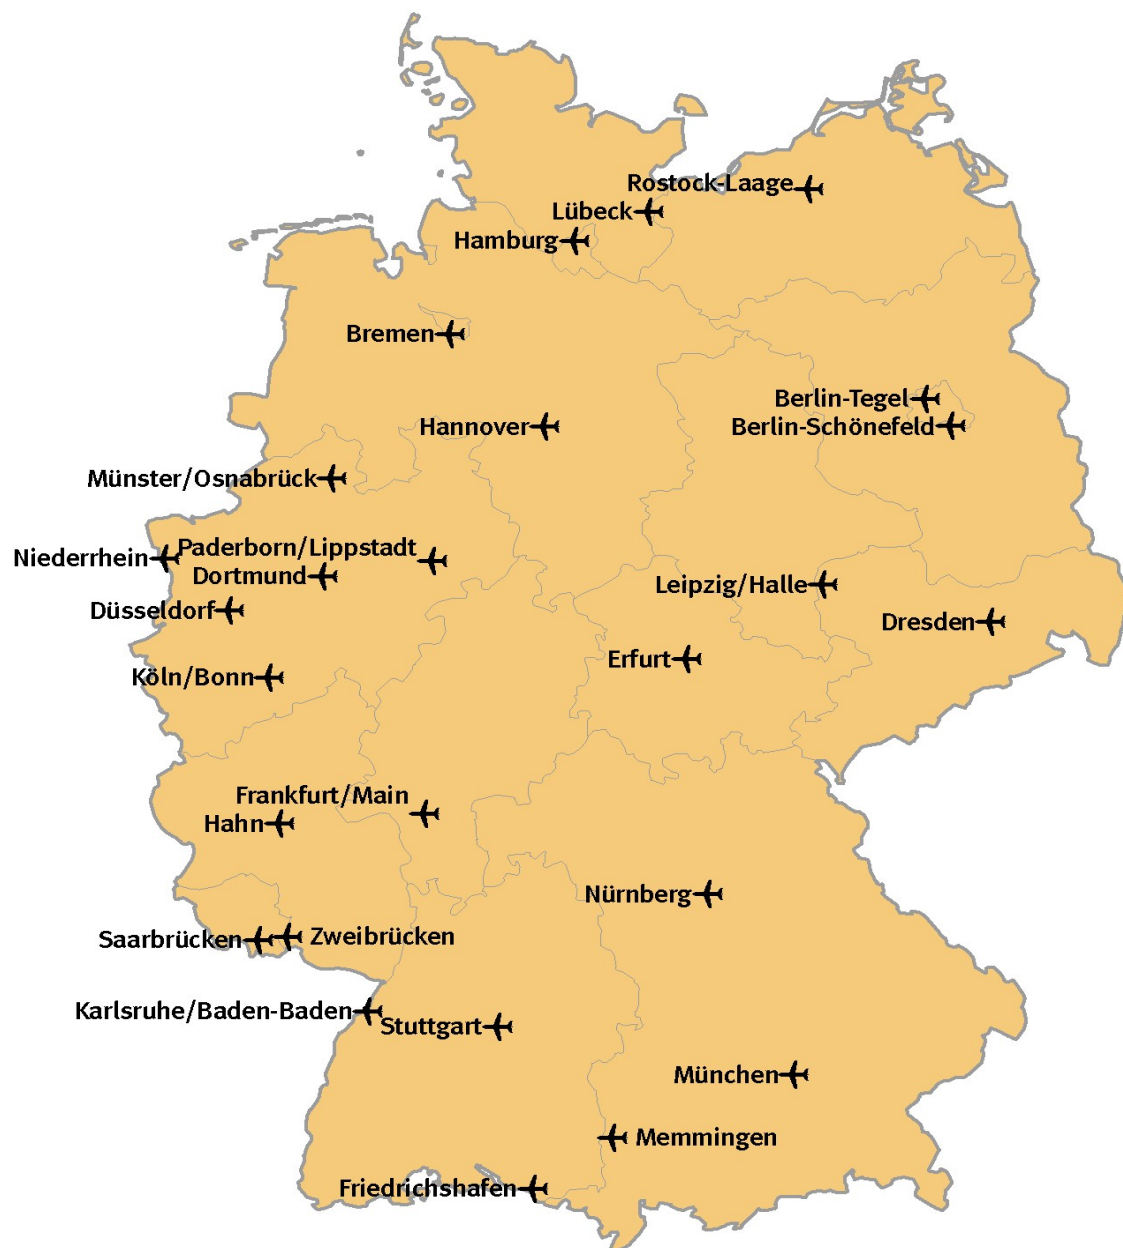 Rostock-Laage
Lübeck
Hamburg
Bremen
Berlin-Tegel
Hannover
Berlin-Schönefeld
Münster/Osnabrück
Paderborn/Lippstadt
Niederrhein
Dortmund
Leipzig/Halle
Düsseldorf
Dresden
Erfurt
Köln/Bonn
Frankfurt/Main
Hahn
Nürnberg
Saarbrücken
Zweibrücken
Karlsruhe/Baden-Baden
Stuttgart
München
Memmingen
Friedrichshafen